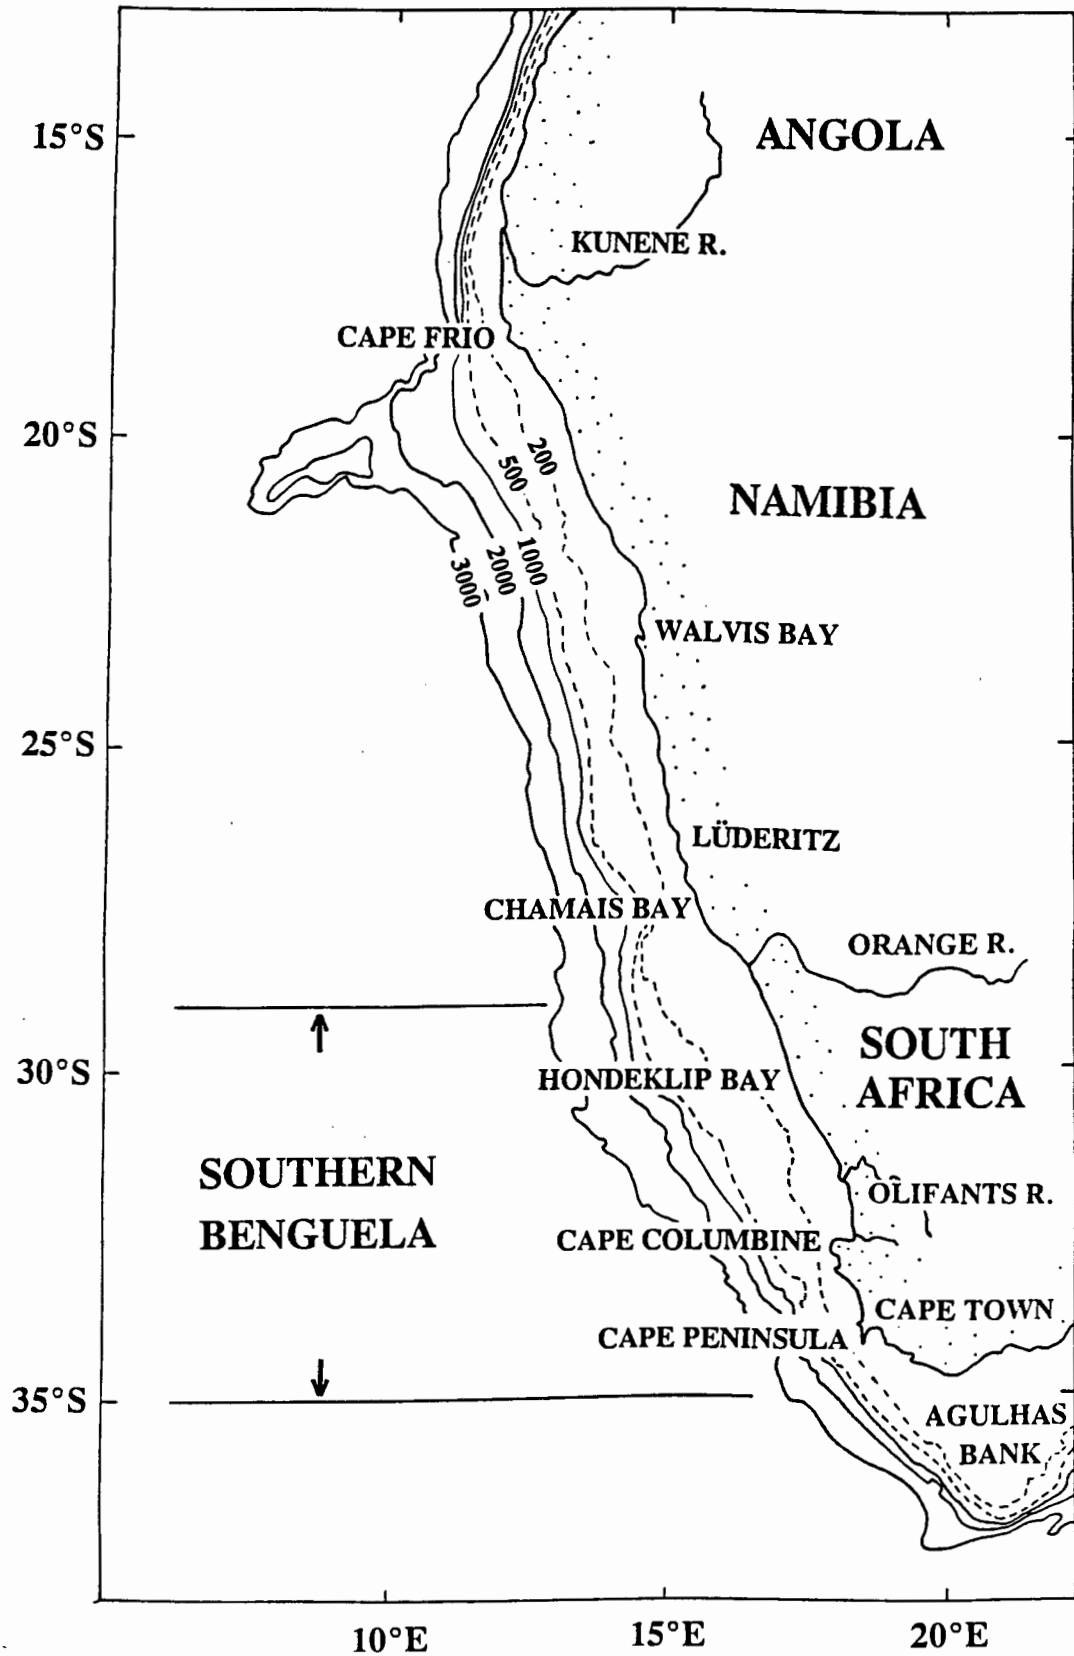 15°S
ANGOLA
KUNENE R.
CAPE FRIO
20°S
200
500
NAMIBIA
1000
2000
3000
WALVIS BAY
25°S
LÜDERITZ
CHAMAIS BAY
ORANGE R.
SOUTH
AFRICA
30°S
HONDEKLIP BAY
SOUTHERN
BENGUELA
OLIFANTS R.
CAPE COLUMBINE
CAPE TOWN
CAPE PENINSULA
35°S
AGULHAS
BANK
10°E
15°E
20°E